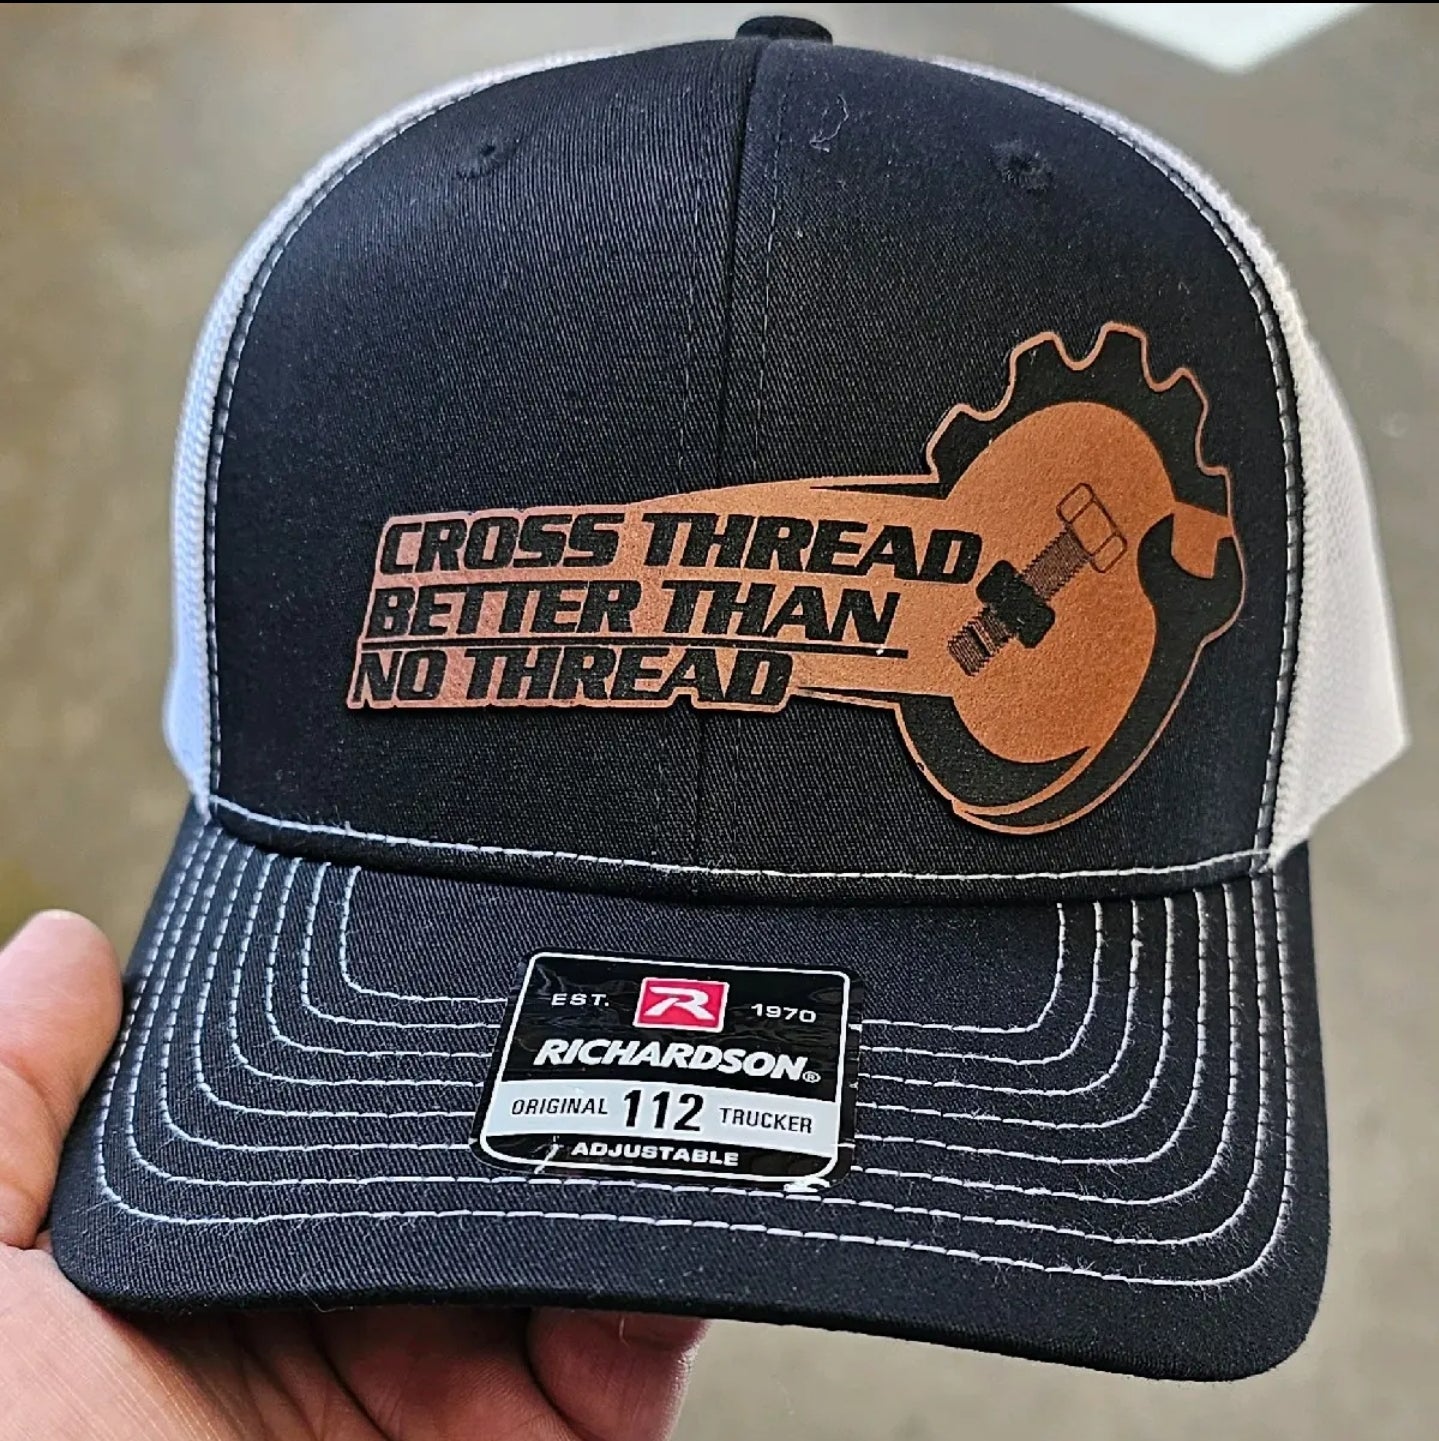 CROSS THREAD
BETTER THAN
NO THREAD
EST. R 1970
RICHARDSON®
ORIGINAL 112 TRUCKER
ADJUSTABLE